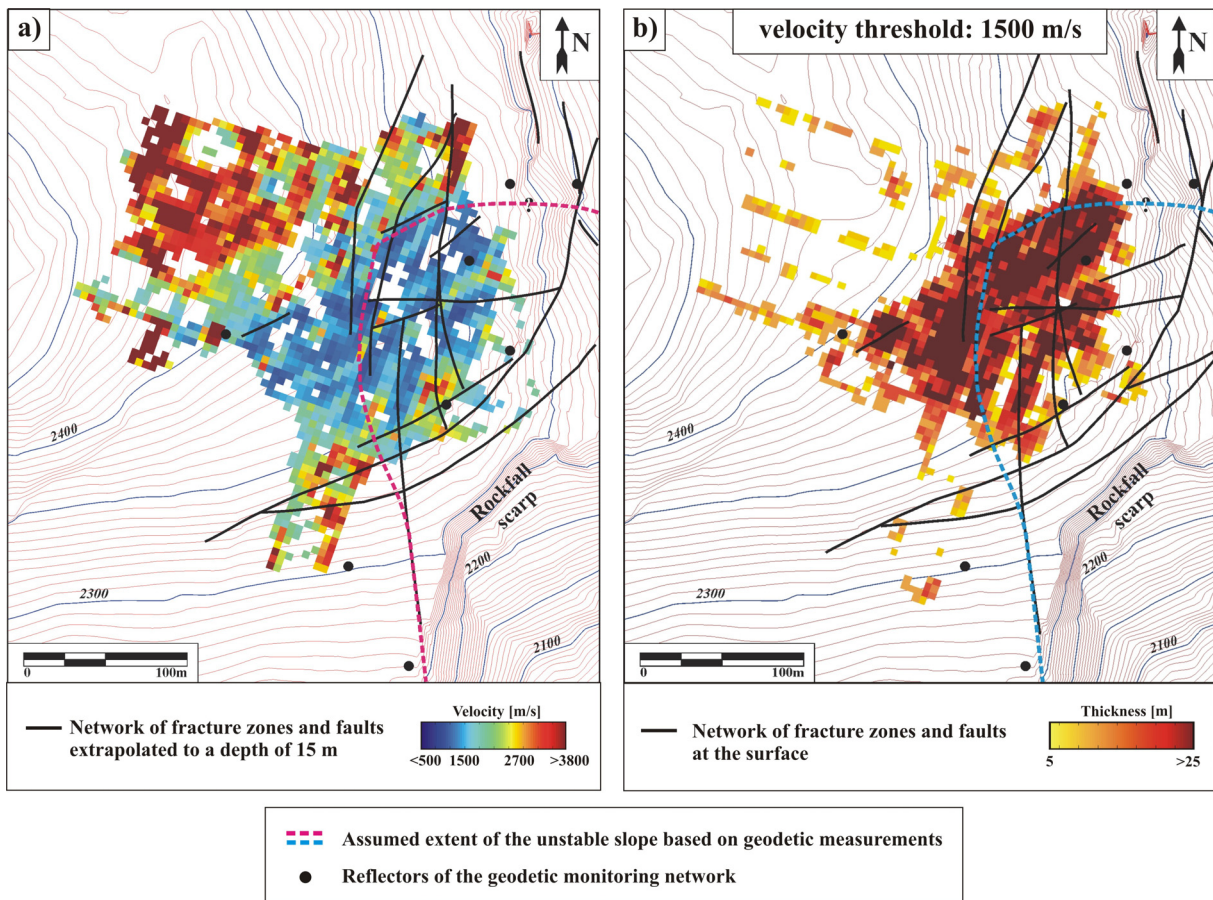 a)
N
?
2400
2300
2200
2100
Rockfall
scarp
0 100m
Network of fracture zones and faults
extrapolated to a depth of 15 m
Velocity [m/s]
<500 1500 2700 >3800
b)
velocity threshold: 1500 m/s
N
?
2400
2300
2200
2100
Rockfall
scarp
0 100m
Network of fracture zones and faults
at the surface
Thickness [m]
5 >25
Assumed extent of the unstable slope based on geodetic measurements
Reflectors of the geodetic monitoring network